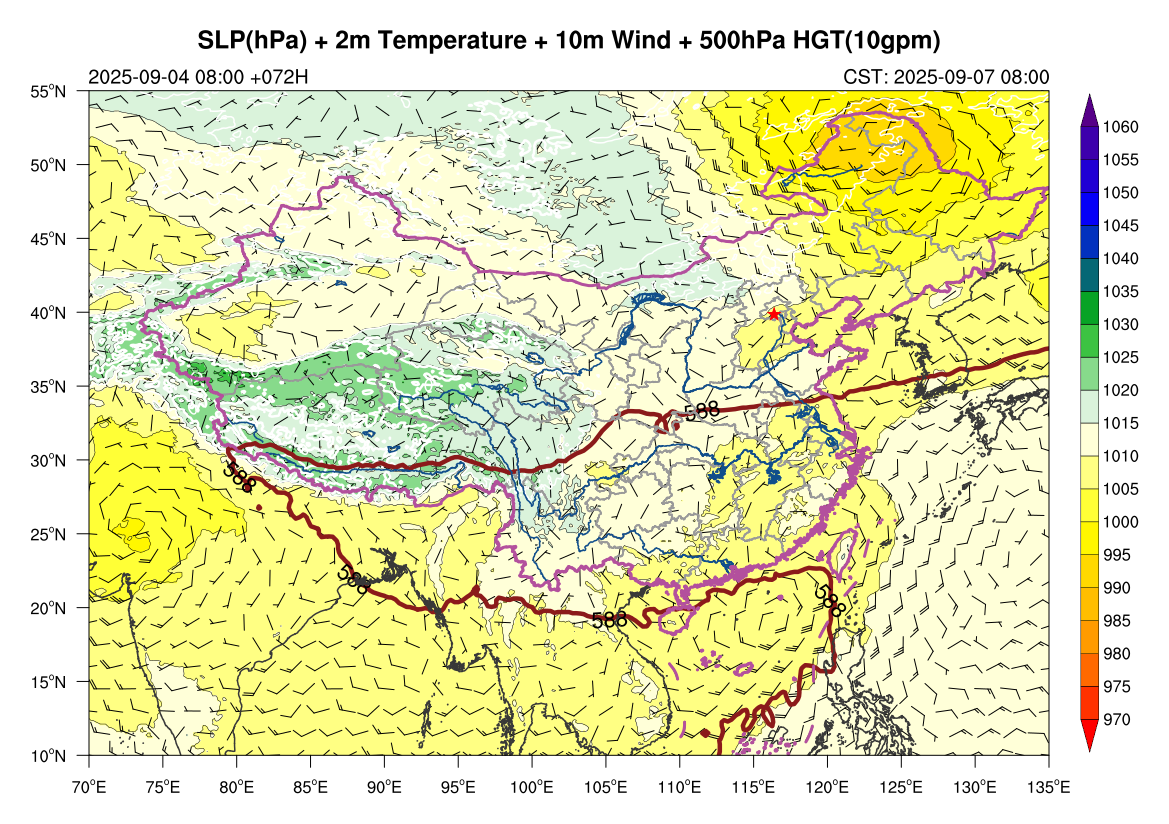 SLP(hPa) + 2m Temperature + 10m Wind + 500hPa HGT(10gpm)
2025-09-04 08:00 +072H
CST: 2025-09-07 08:00
55°N
50°N
45°N
40°N
35°N
30°N
25°N
20°N
15°N
10°N
70°E
75°E
80°E
85°E
90°E
95°E
100°E
105°E
110°E
115°E
120°E
125°E
130°E
135°E
588
588
588
588
588
1060
1055
1050
1045
1040
1035
1030
1025
1020
1015
1010
1005
1000
995
990
985
980
975
970